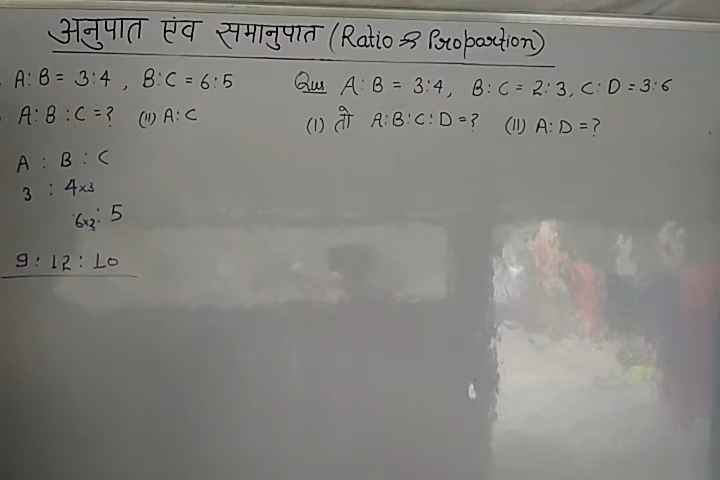 अनुपात एंव समानुपात (Ratio & Proportion)
A:B = 3:4, B:C = 6:5
A:B:C = ? (II) A:C
A : B : C
3 : 4×3
6×2 : 5
9 : 12 : 10
Que A:B = 3:4, B:C = 2:3, C:D = 3:6
(I) तो A:B:C:D = ? (II) A:D = ?